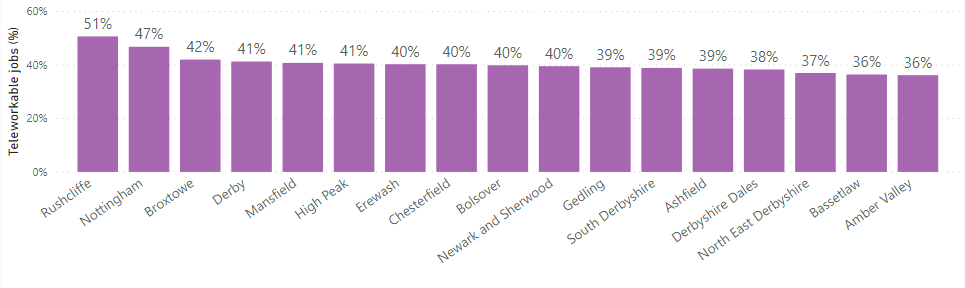 60%
40%
20%
0%
Teleworkable jobs (%)
51%
47%
42%
41%
41%
41%
40%
40%
40%
40%
39%
39%
39%
38%
37%
36%
36%
Rushcliffe
Nottingham
Broxtowe
Derby
Mansfield
High Peak
Erewash
Chesterfield
Bolsover
Newark and Sherwood
Gedling
South Derbyshire
Ashfield
Derbyshire Dales
North East Derbyshire
Bassetlaw
Amber Valley